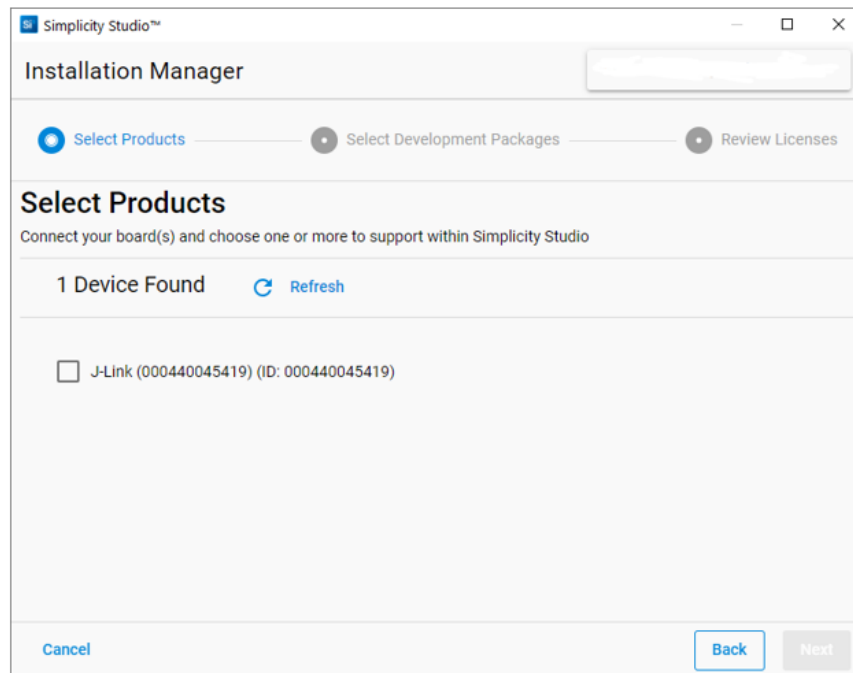 Si Simplicity Studio™
Installation Manager
Select Products Select Development Packages Review Licenses
Select Products
Connect your board(s) and choose one or more to support within Simplicity Studio
1 Device Found Refresh
J-Link (000440045419) (ID: 000440045419)
Cancel Back Next